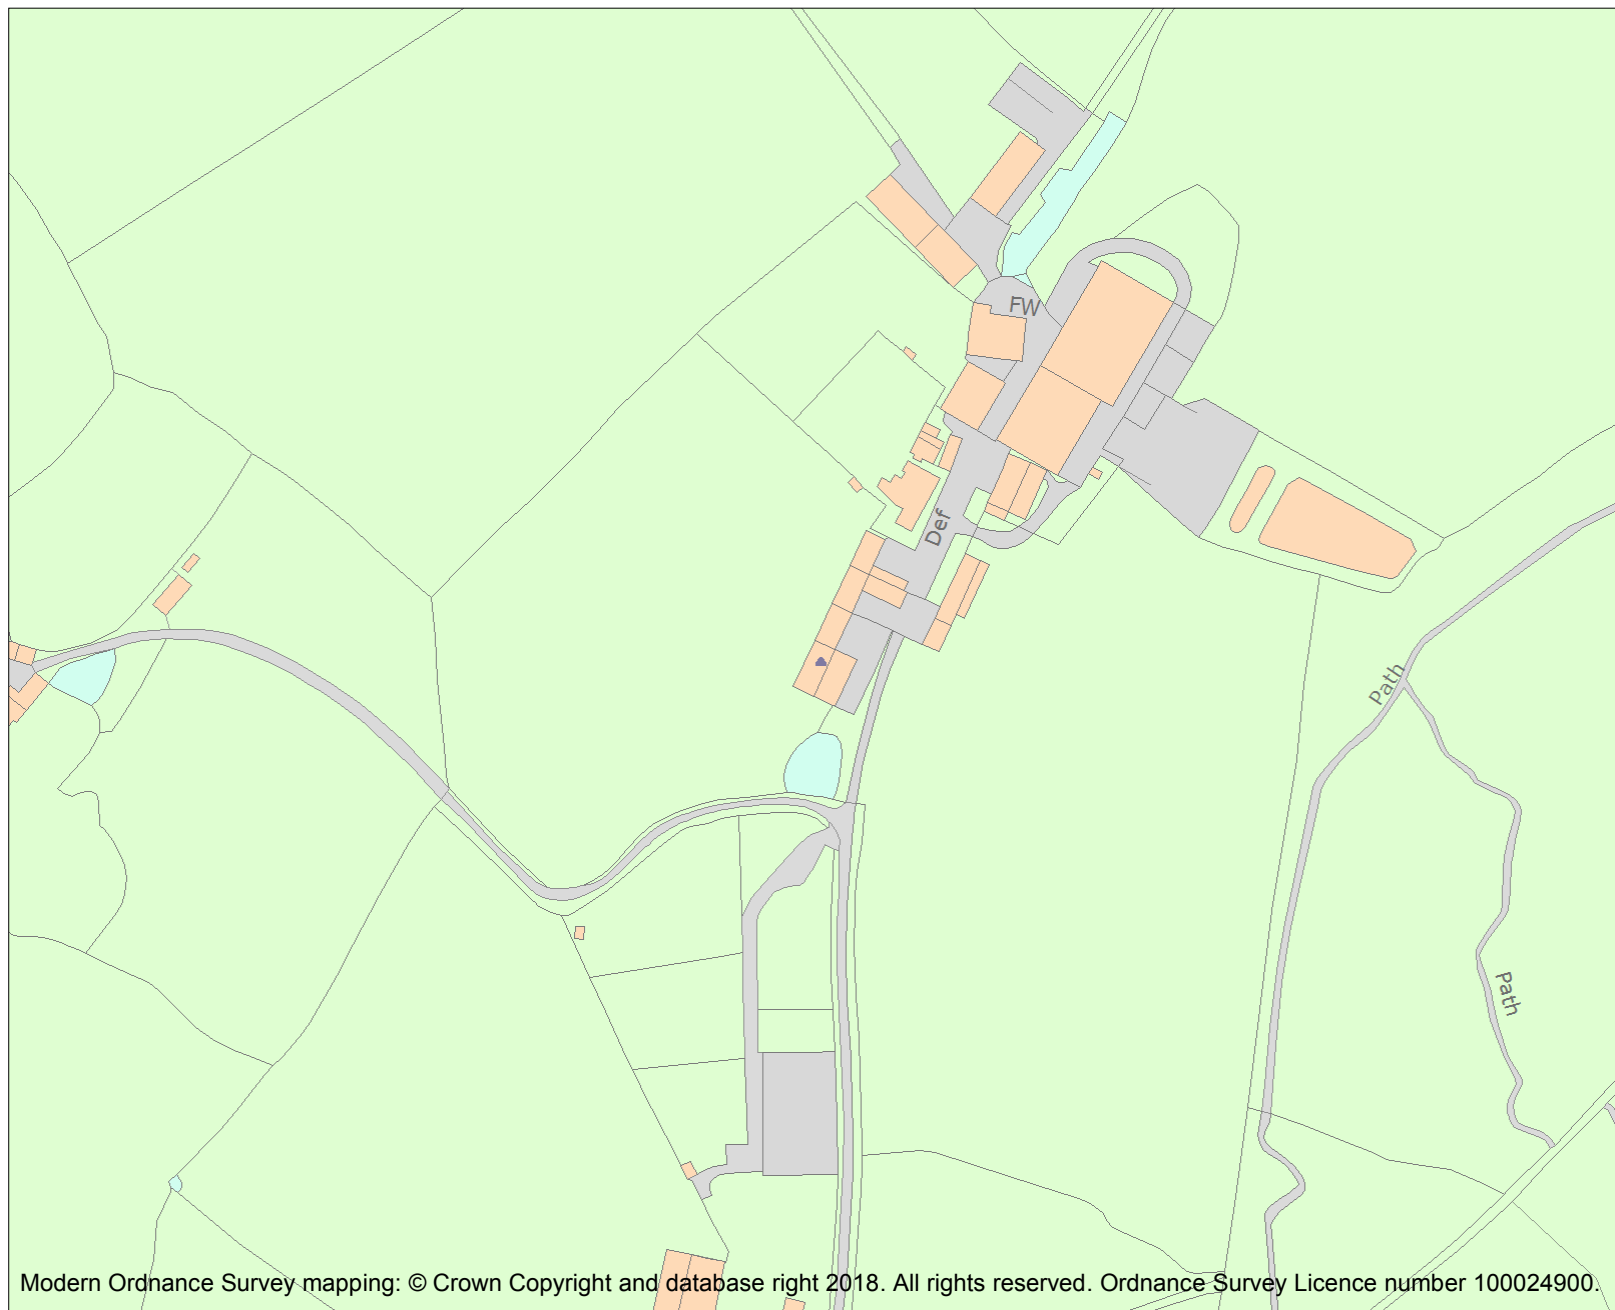 FW
Def
Path
Path
Modern Ordnance Survey mapping: © Crown Copyright and database right 2018. All rights reserved. Ordnance Survey Licence number 100024900.